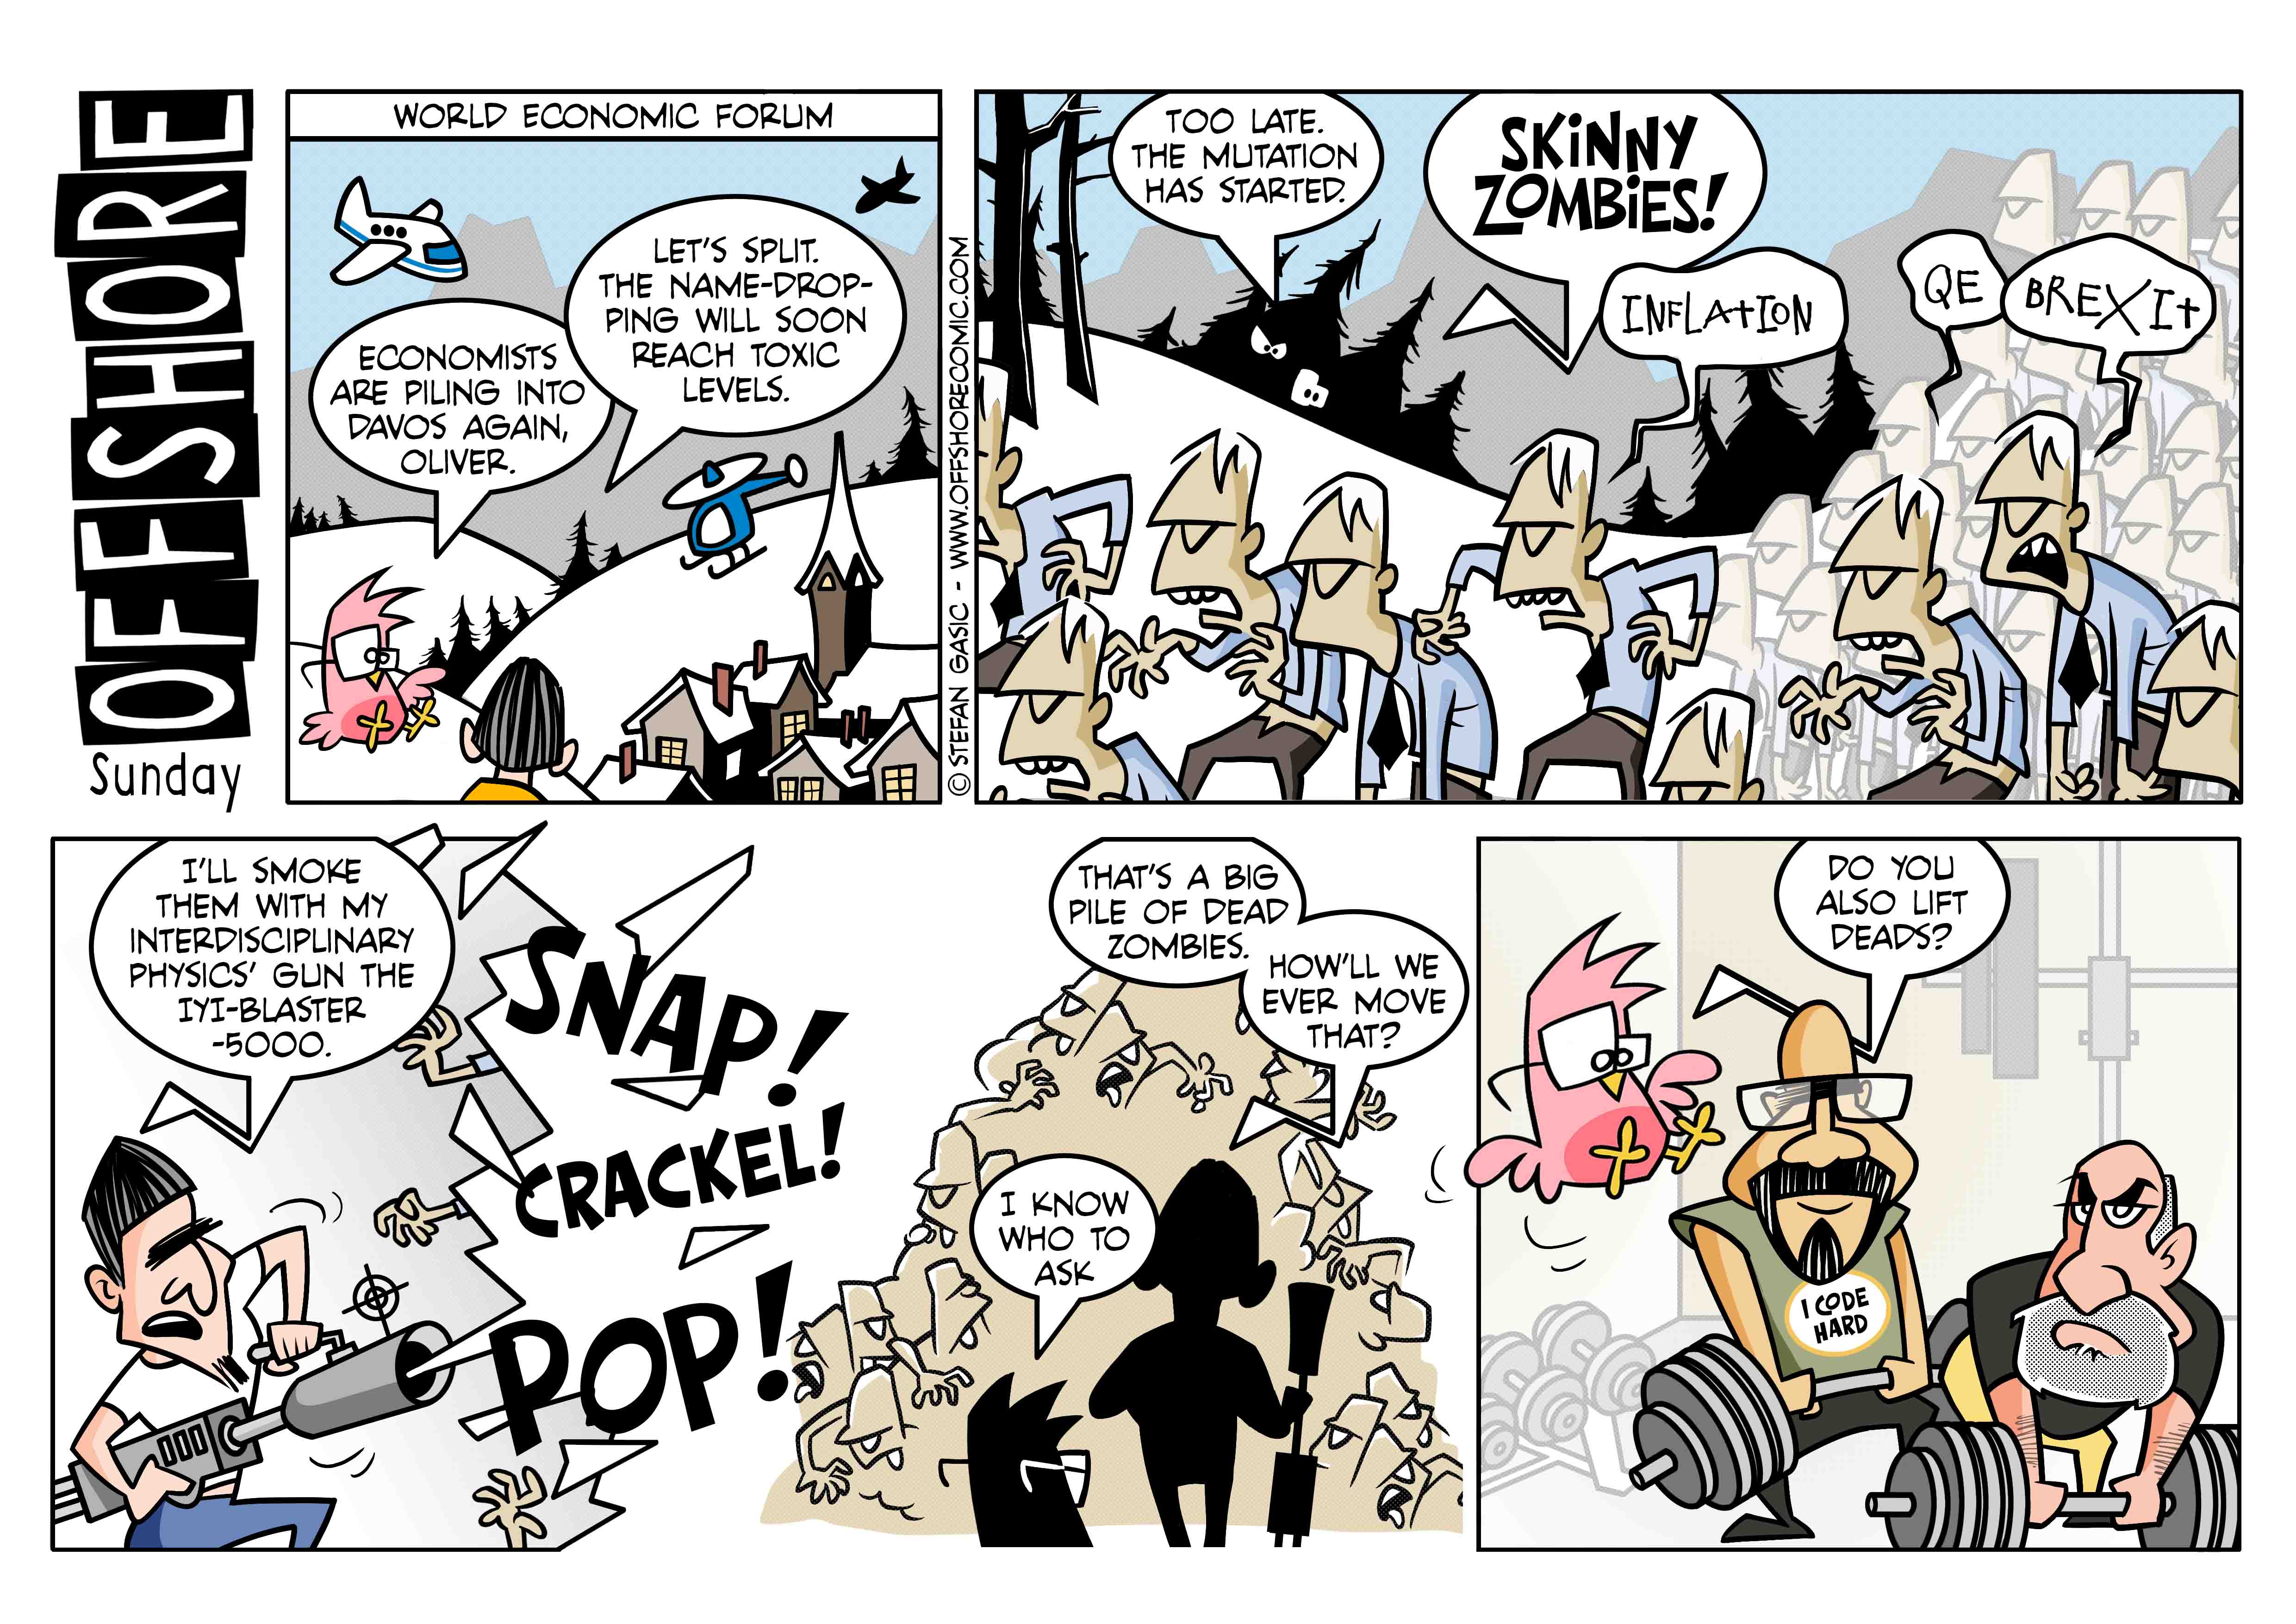 OFFSHORE
Sunday
WORLD ECONOMIC FORUM
ECONOMISTS
ARE PILING INTO
DAVOS AGAIN,
OLIVER.
LET'S SPLIT.
THE NAME-DROP-
PING WILL SOON
REACH TOXIC
LEVELS.
© STEFAN GASIC - WWW.OFFSHORECOMIC.COM
TOO LATE.
THE MUTATION
HAS STARTED.
SKiNNY
ZOMBiES!
INFLAtION
QE
BREXIt
I'LL SMOKE
THEM WITH MY
INTERDISCIPLINARY
PHYSICS' GUN THE
IYI-BLASTER
-5000.
SNAP!
CRACKEL!
POP!
THAT'S A BIG
PILE OF DEAD
ZOMBIES.
HOW'LL WE
EVER MOVE
THAT?
I KNOW
WHO TO
ASK
DO YOU
ALSO LIFT
DEADS?
I CODE
HARD